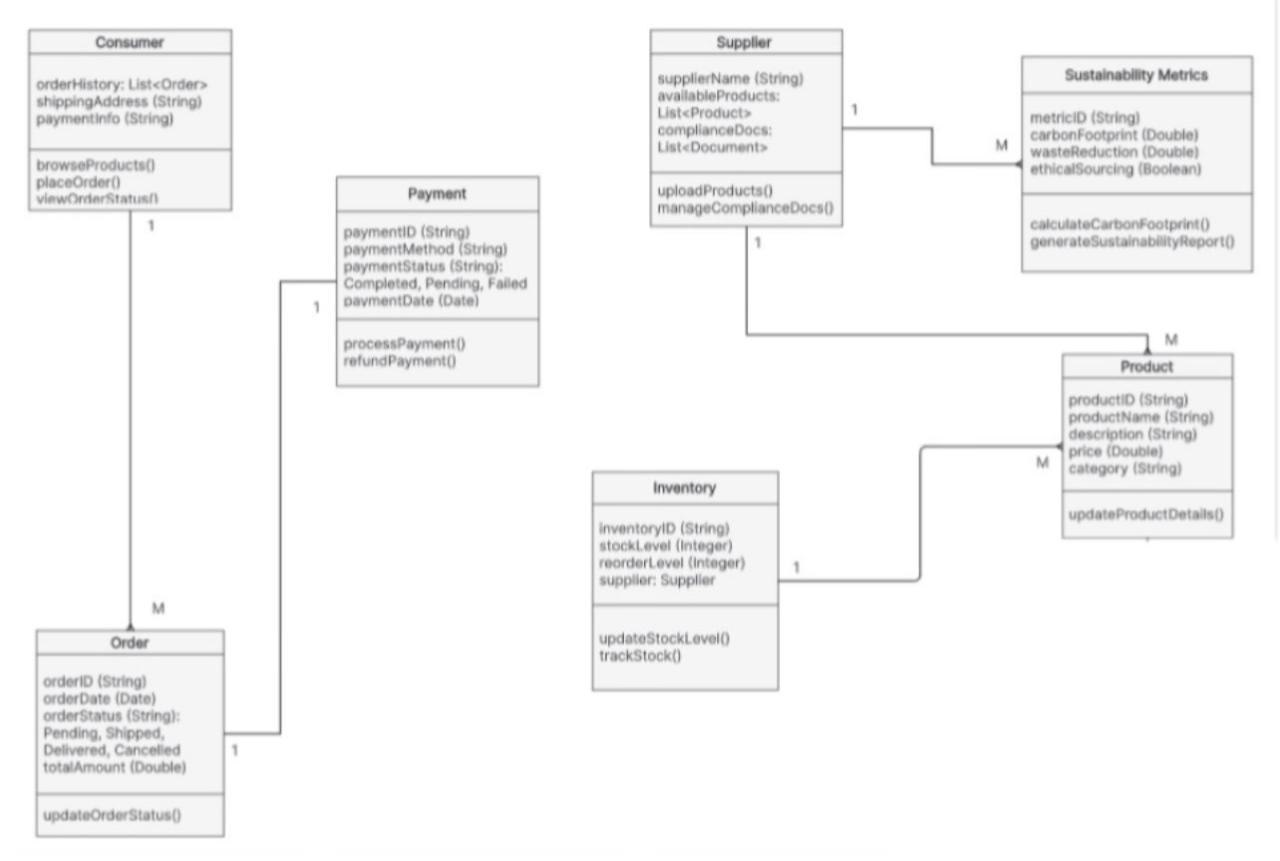 Consumer
orderHistory: List<Order>
shippingAddress (String)
paymentInfo (String)
browseProducts()
placeOrder()
viewOrderStatus()
1
M
Order
orderID (String)
orderDate (Date)
orderStatus (String):
Pending, Shipped,
Delivered, Cancelled
totalAmount (Double)
updateOrderStatus()
1
Payment
paymentID (String)
paymentMethod (String)
paymentStatus (String):
Completed, Pending, Failed
paymentDate (Date)
processPayment()
refundPayment()
1
Supplier
supplierName (String)
availableProducts:
List<Product>
complianceDocs:
List<Document>
uploadProducts()
manageComplianceDocs()
1
M
1
Sustainability Metrics
metricID (String)
carbonFootprint (Double)
wasteReduction (Double)
ethicalSourcing (Boolean)
calculateCarbonFootprint()
generateSustainabilityReport()
M
Product
productID (String)
productName (String)
description (String)
price (Double)
category (String)
updateProductDetails()
M
Inventory
inventoryID (String)
stockLevel (Integer)
reorderLevel (Integer)
supplier: Supplier
updateStockLevel()
trackStock()
1